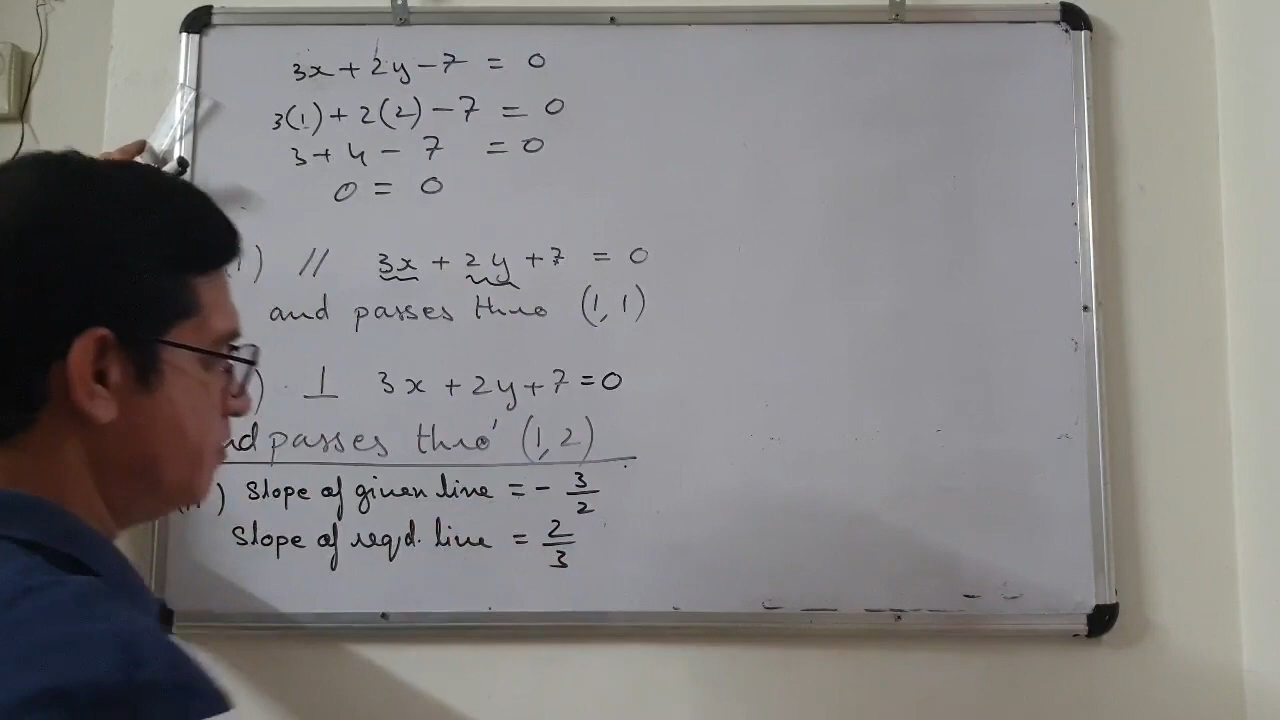 3x + 2y - 7 = 0
3(1) + 2(2) - 7 = 0
3 + 4 - 7 = 0
0 = 0
) // 3x + 2y + 7 = 0
and passes thro (1, 1)
) ⊥ 3x + 2y + 7 = 0
nd passes thro' (1, 2)
) Slope of given line = - 3/2
Slope of reqd. line = 2/3